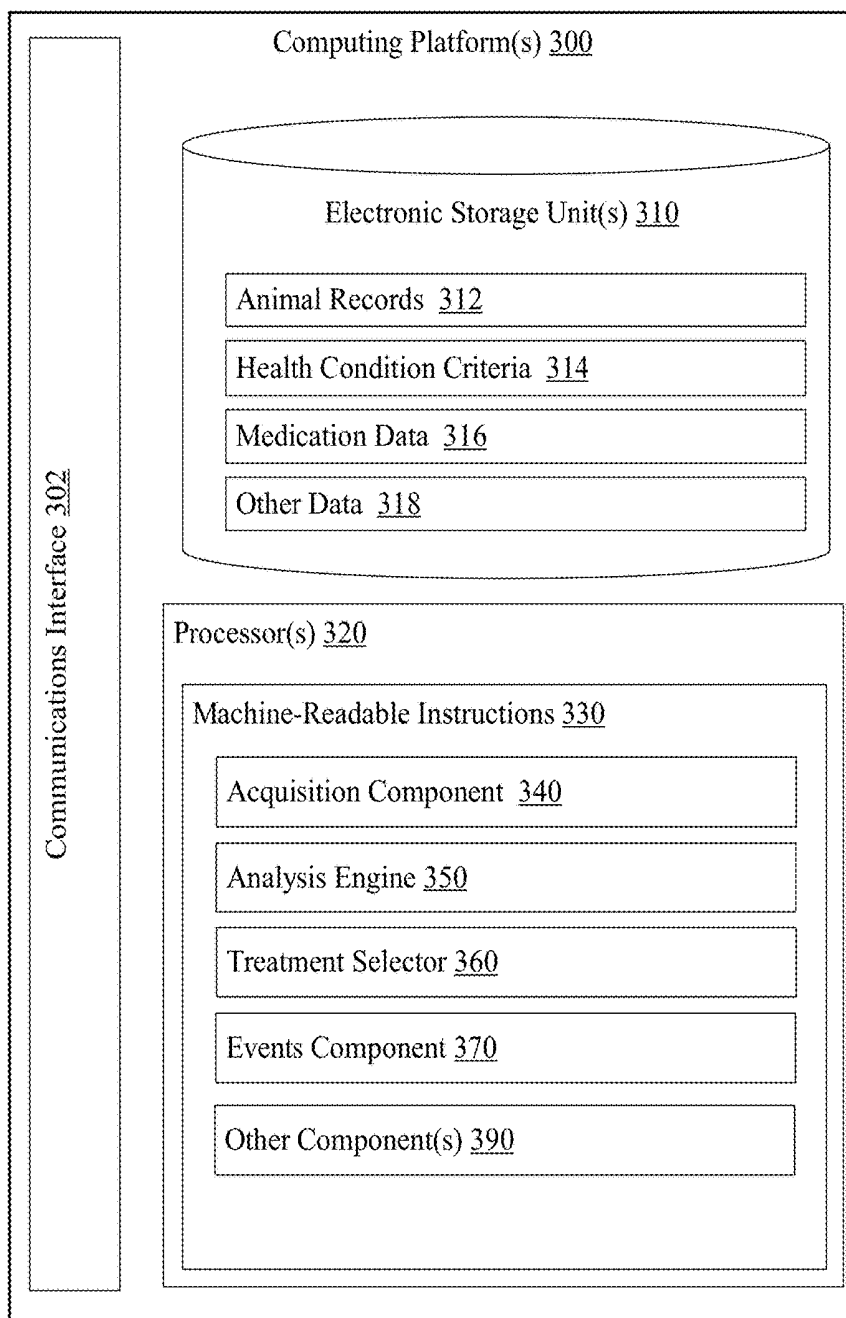 Computing Platform(s) 300
Communications Interface 302
Electronic Storage Unit(s) 310
Animal Records 312
Health Condition Criteria 314
Medication Data 316
Other Data 318
Processor(s) 320
Machine-Readable Instructions 330
Acquisition Component 340
Analysis Engine 350
Treatment Selector 360
Events Component 370
Other Component(s) 390